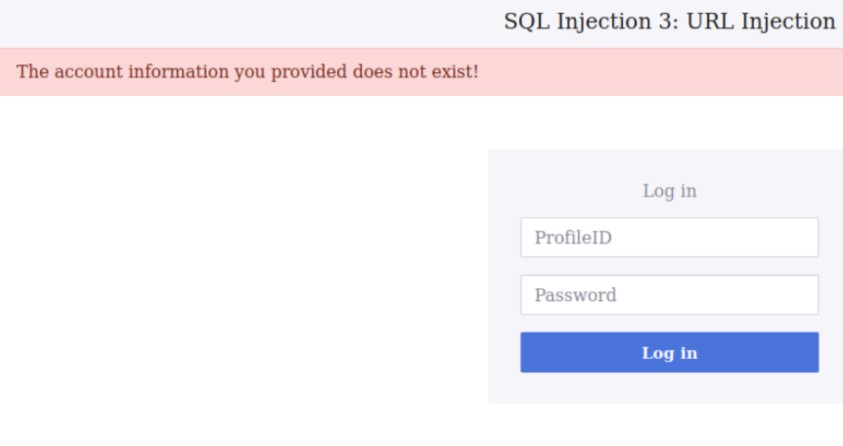 SQL Injection 3: URL Injection
The account information you provided does not exist!
Log in
ProfileID
Password
Log in